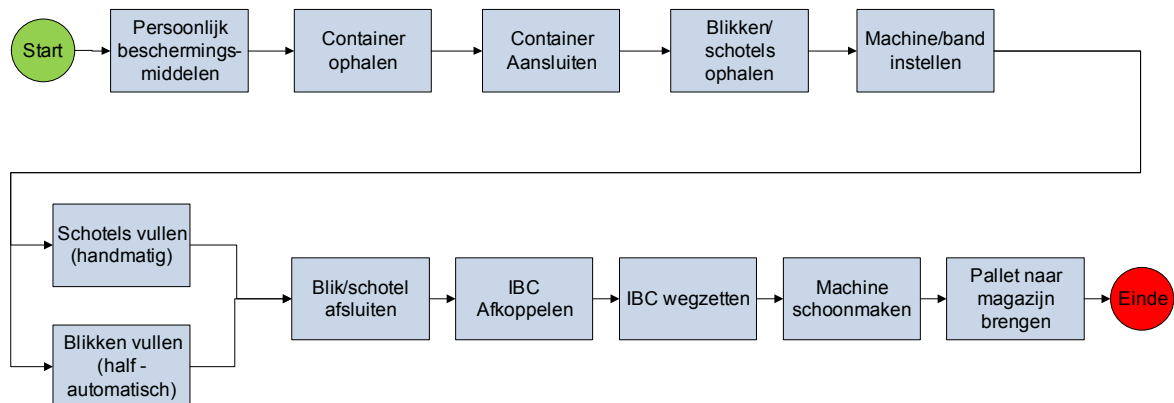 Start
Persoonlijk
beschermings-
middelen
Container
ophalen
Container
Aansluiten
Blikken/
schotels
ophalen
Machine/band
instellen
Schotels vullen
(handmatig)
Blikken vullen
(half -
automatisch)
Blik/schotel
afsluiten
IBC
Afkoppelen
IBC wegzetten
Machine
schoonmaken
Pallet naar
magazijn
brengen
Einde